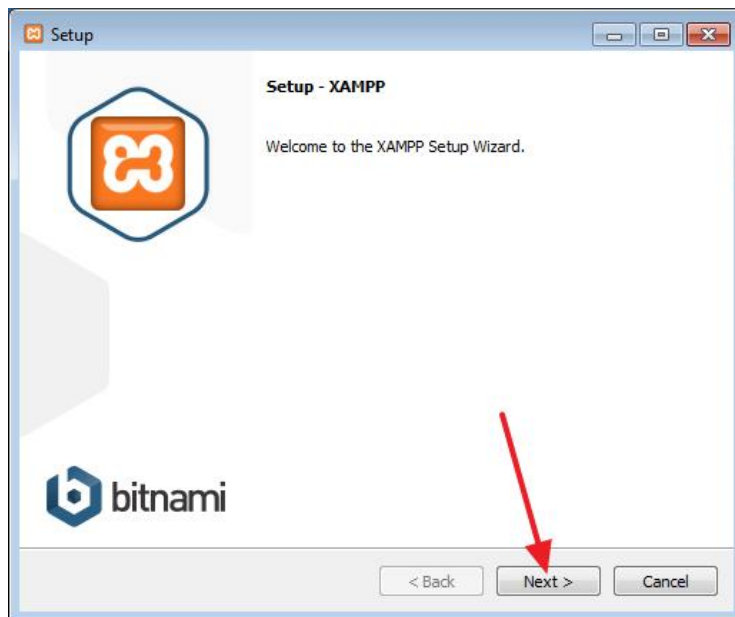 Setup
Setup - XAMPP
Welcome to the XAMPP Setup Wizard.
bitnami
< Back
Next >
Cancel